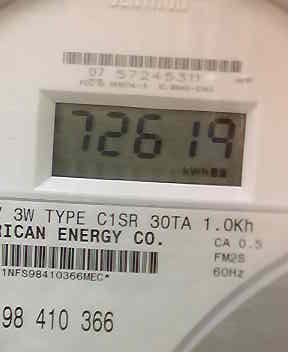 07 57245311
72619
kWh
3W TYPE C1SR 30TA 1.0Kh
RICAN ENERGY CO.
CA 0.5
FM2S
60Hz
1NFS98410366MEC*
98 410 366